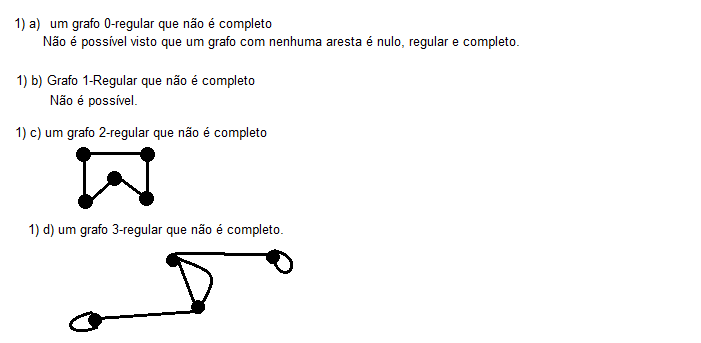 1) a) um grafo 0-regular que não é completo
Não é possível visto que um grafo com nenhuma aresta é nulo, regular e completo.
1) b) Grafo 1-Regular que não é completo
Não é possível.
1) c) um grafo 2-regular que não é completo
1) d) um grafo 3-regular que não é completo.